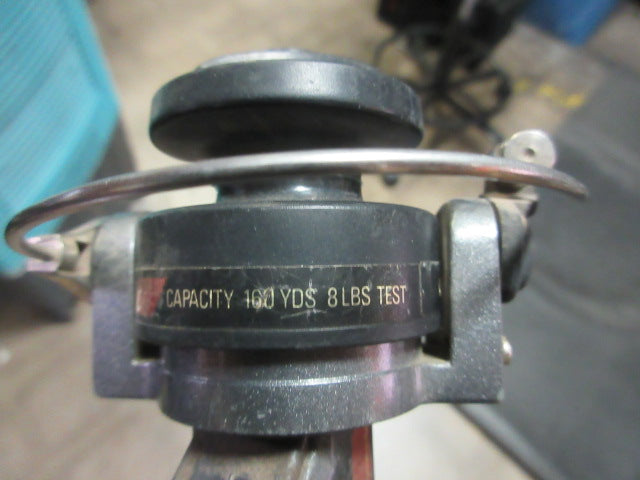 CAPACITY 160 YDS 8 LBS TEST